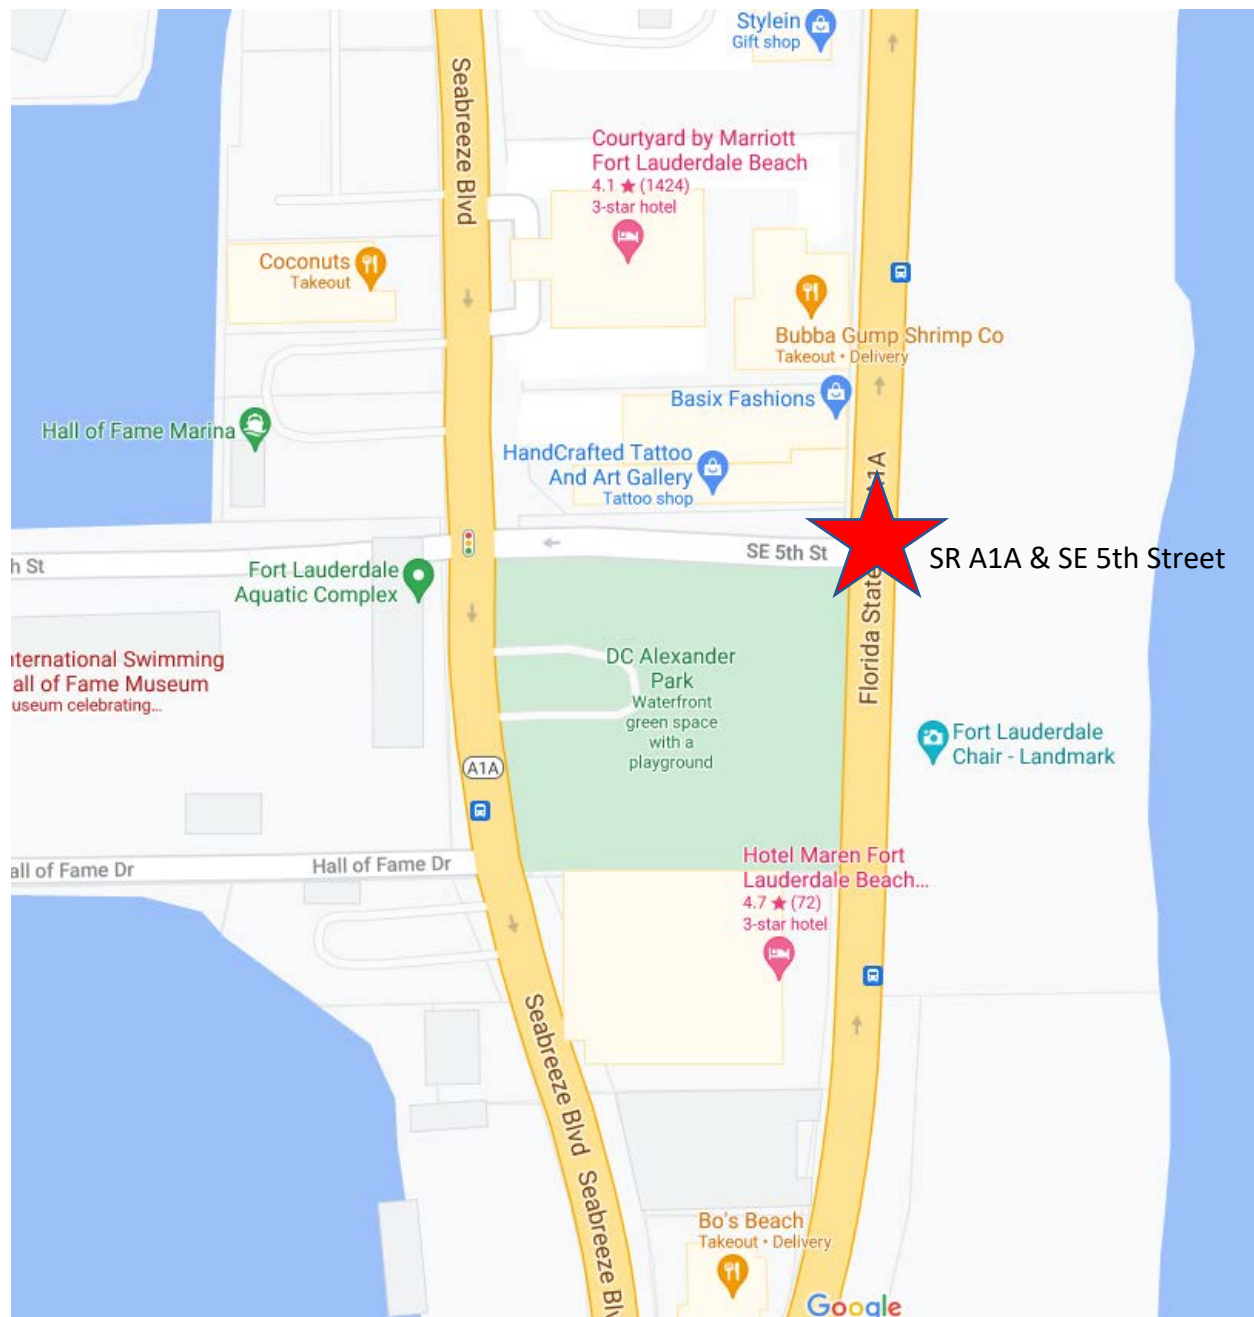 Stylein
Gift shop
Seabreeze Blvd
Courtyard by Marriott
Fort Lauderdale Beach
4.1 ★ (1424)
3-star hotel
Coconuts
Takeout
Bubba Gump Shrimp Co
Takeout • Delivery
Basix Fashions
Hall of Fame Marina
HandCrafted Tattoo
And Art Gallery
Tattoo shop
h St
SE 5th St
SR A1A & SE 5th Street
Florida State A1A
Fort Lauderdale
Aquatic Complex
nternational Swimming
all of Fame Museum
useum celebrating...
DC Alexander
Park
Waterfront
green space
with a
playground
Fort Lauderdale
Chair - Landmark
A1A
all of Fame Dr
Hall of Fame Dr
Hotel Maren Fort
Lauderdale Beach...
4.7 ★ (72)
3-star hotel
Seabreeze Blvd
Seabreeze Blv
Bo's Beach
Takeout • Delivery
Google